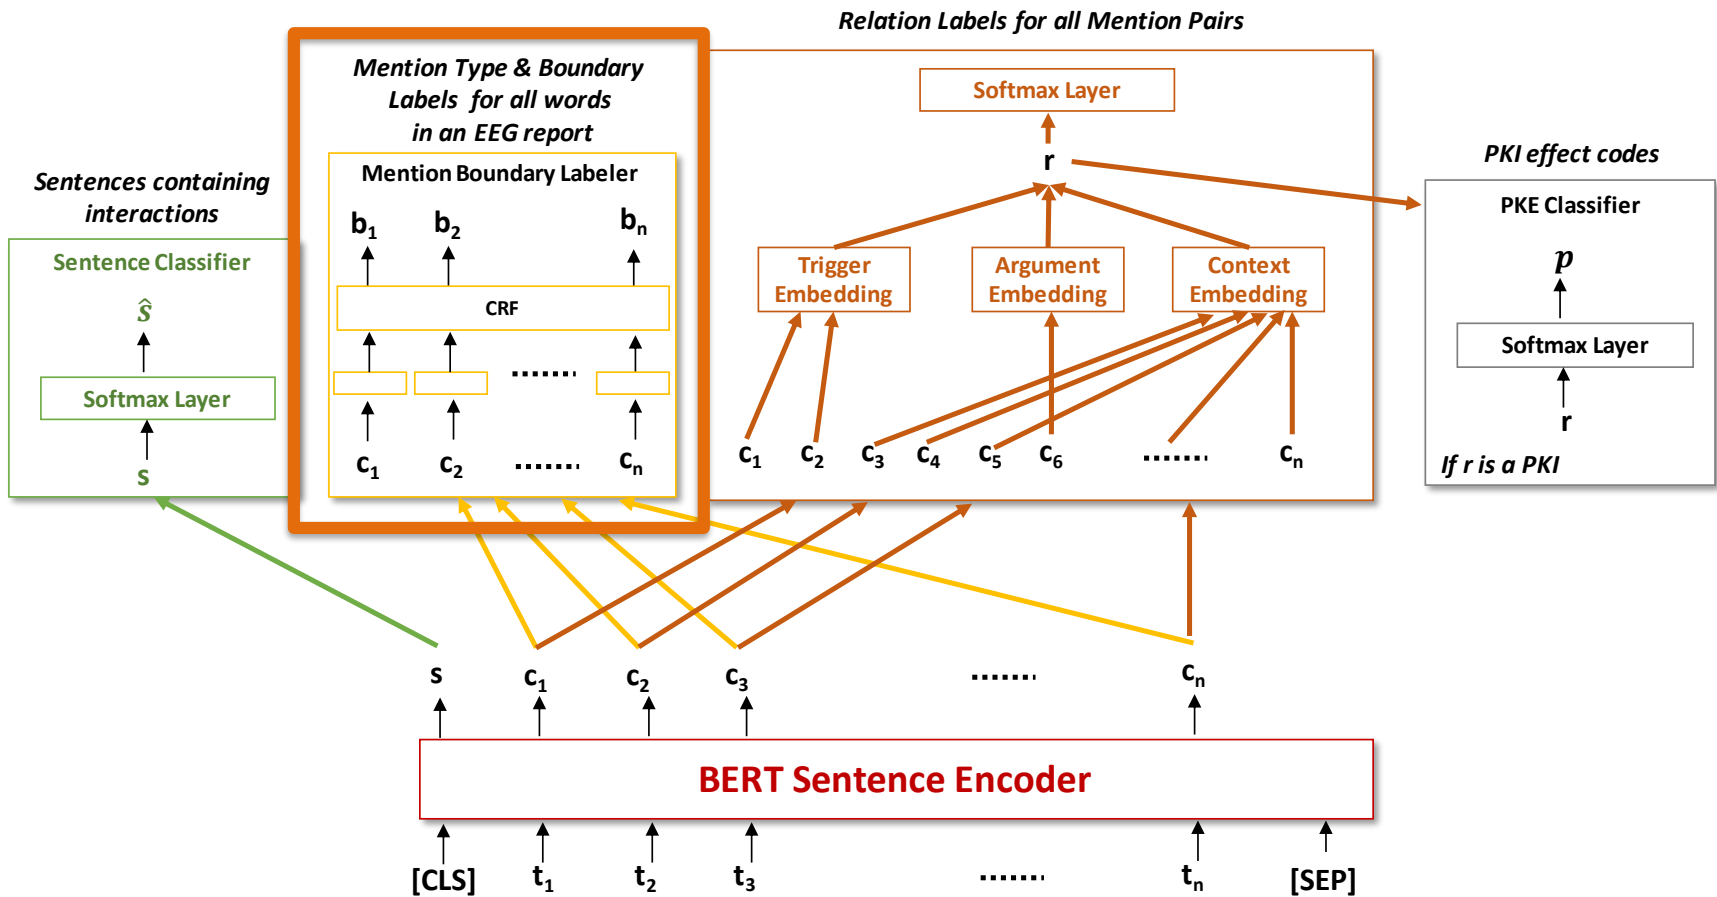 Relation Labels for all Mention Pairs
Mention Type & Boundary
Labels for all words
in an EEG report
Mention Boundary Labeler
b1 b2 bn
CRF
........
c1 c2 ........ cn
Sentences containing
interactions
Sentence Classifier
ŝ
Softmax Layer
s
Softmax Layer
r
Trigger
Embedding
Argument
Embedding
Context
Embedding
c1 c2 c3 c4 c5 c6 ........ cn
PKI effect codes
PKE Classifier
p
Softmax Layer
r
If r is a PKI
s c1 c2 c3 ........ cn
BERT Sentence Encoder
[CLS] t1 t2 t3 ........ tn [SEP]